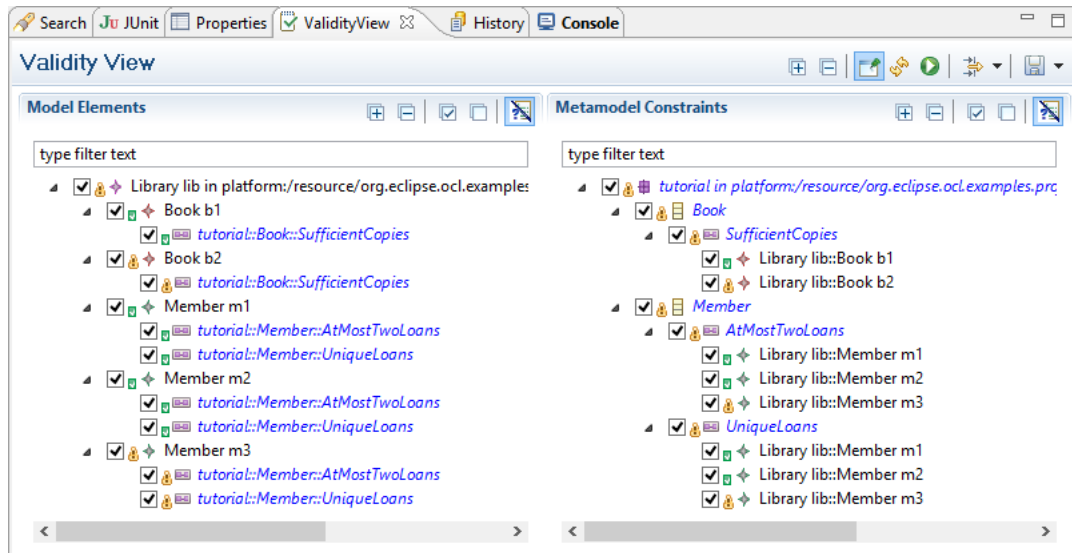 Search JU JUnit Properties ValidityView History Console
Validity View
Model Elements
type filter text
Library lib in platform:/resource/org.eclipse.ocl.examples
Book b1
tutorial::Book::SufficientCopies
Book b2
tutorial::Book::SufficientCopies
Member m1
tutorial::Member::AtMostTwoLoans
tutorial::Member::UniqueLoans
Member m2
tutorial::Member::AtMostTwoLoans
tutorial::Member::UniqueLoans
Member m3
tutorial::Member::AtMostTwoLoans
tutorial::Member::UniqueLoans
Metamodel Constraints
type filter text
tutorial in platform:/resource/org.eclipse.ocl.examples.prc
Book
SufficientCopies
Library lib::Book b1
Library lib::Book b2
Member
AtMostTwoLoans
Library lib::Member m1
Library lib::Member m2
Library lib::Member m3
UniqueLoans
Library lib::Member m1
Library lib::Member m2
Library lib::Member m3